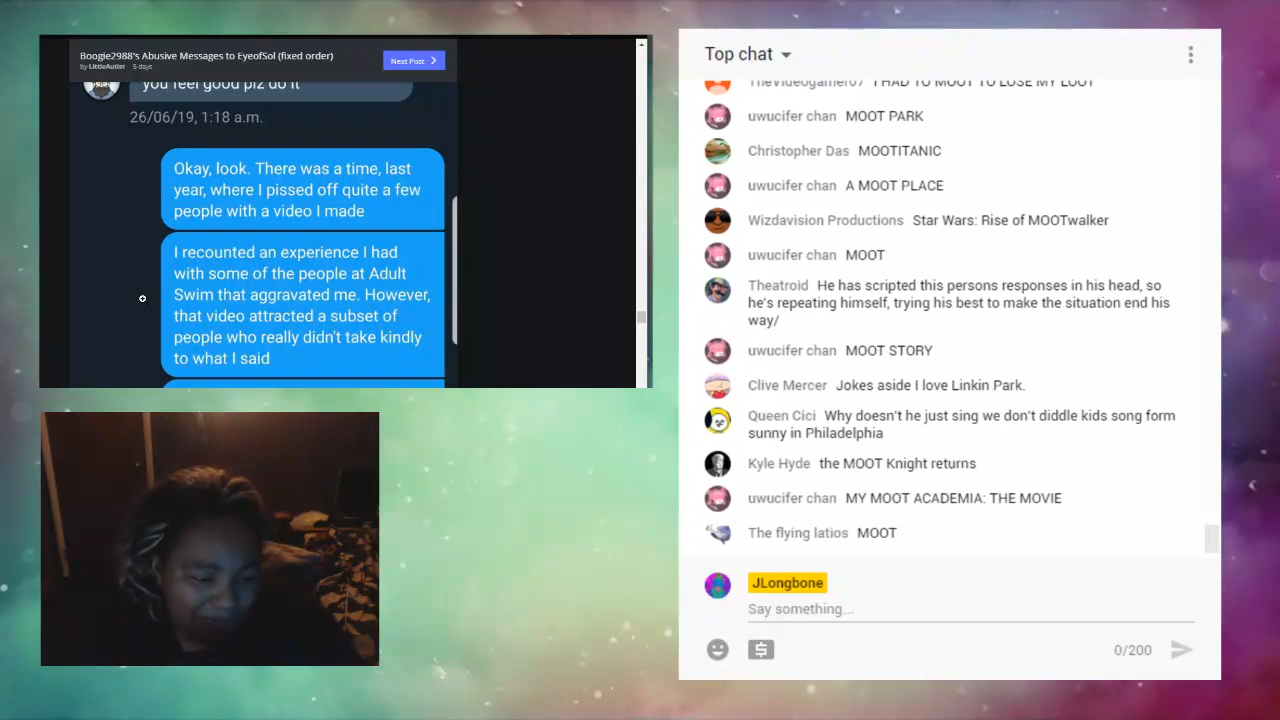 Boogie2988's Abusive Messages to EyeofSol (fixed order)
by LittleAutist 5 days
Next Post
you feel good plz do it
26/06/19, 1:18 a.m.
Okay, look. There was a time, last
year, where I pissed off quite a few
people with a video I made
I recounted an experience I had
with some of the people at Adult
Swim that aggravated me. However,
that video attracted a subset of
people who really didn't take kindly
to what I said
Top chat
I HAD TO MOOT TO LOSE MY LOOT
uwucifer chan MOOT PARK
Christopher Das MOOTITANIC
uwucifer chan A MOOT PLACE
Wizdavision Productions Star Wars: Rise of MOOTwalker
uwucifer chan MOOT
Theatroid He has scripted this persons responses in his head, so
he's repeating himself, trying his best to make the situation end his
way/
uwucifer chan MOOT STORY
Clive Mercer Jokes aside I love Linkin Park.
Queen Cici Why doesn't he just sing we don't diddle kids song form
sunny in Philadelphia
Kyle Hyde the MOOT Knight returns
uwucifer chan MY MOOT ACADEMIA: THE MOVIE
The flying latios MOOT
JLongbone
Say something...
0/200